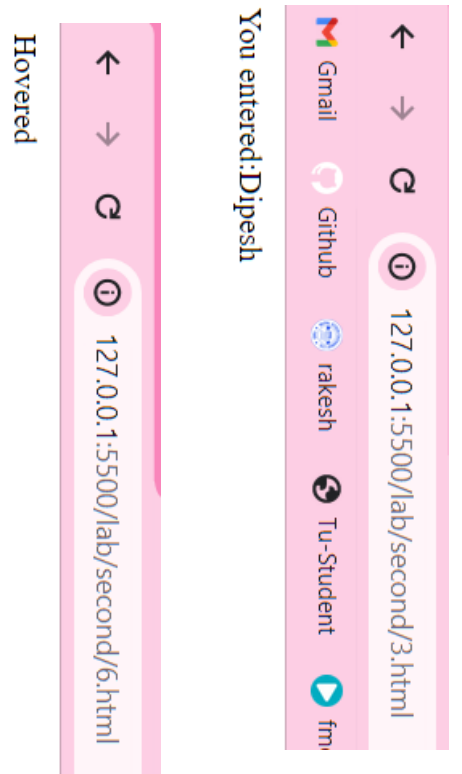 127.0.0.1:5500/lab/second/3.html
Gmail Github rakesh Tu-Student
You entered:Dipesh
127.0.0.1:5500/lab/second/6.html
Hovered